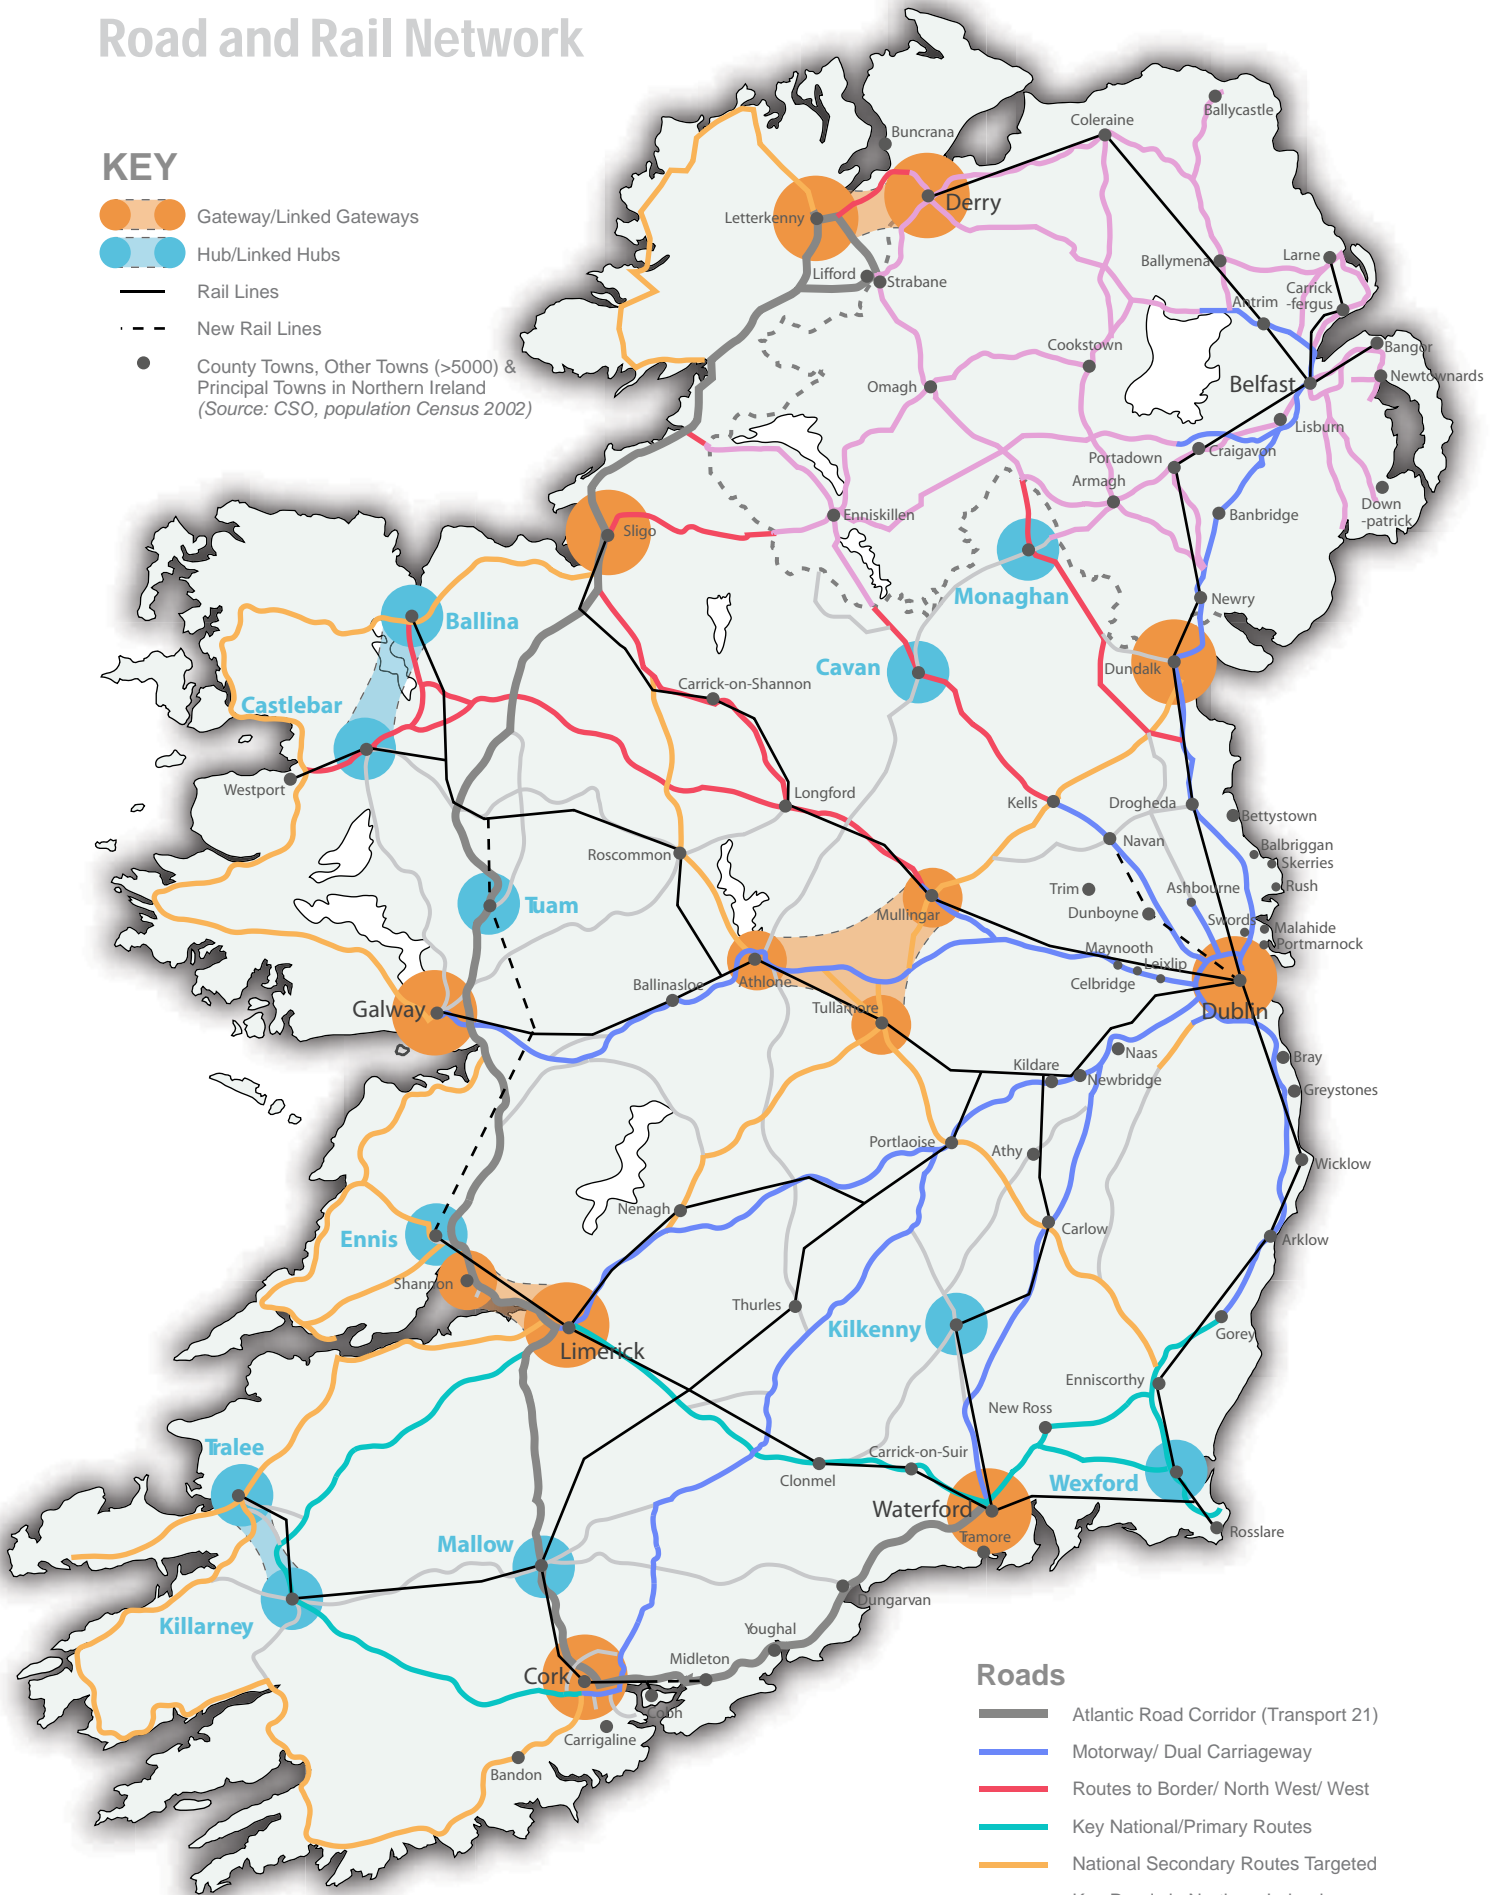 Road and Rail Network
KEY
Gateway/Linked Gateways
Hub/Linked Hubs
Rail Lines
New Rail Lines
County Towns, Other Towns (>5000) &
Principal Towns in Northern Ireland
(Source: CSO, population Census 2002)
Ballycastle
Coleraine
Buncrana
Derry
Letterkenny
Ballymena
Larne
Lifford
Strabane
Carrick
-fergus
Antrim
Cookstown
Bangor
Omagh
Belfast
Newtownards
Lisburn
Craigavon
Portadown
Armagh
Down
-patrick
Enniskillen
Banbridge
Sligo
Monaghan
Newry
Ballina
Cavan
Dundalk
Carrick-on-Shannon
Castlebar
Westport
Longford
Kells
Drogheda
Bettystown
Navan
Balbriggan
Skerries
Roscommon
Trim
Ashbourne
Rush
Tuam
Mullingar
Dunboyne
Swords
Malahide
Portmarnock
Maynooth
Leixlip
Celbridge
Athlone
Ballinasloe
Galway
Tullamore
Dublin
Naas
Bray
Kildare
Newbridge
Greystones
Portlaoise
Athy
Wicklow
Nenagh
Carlow
Ennis
Arklow
Shannon
Thurles
Kilkenny
Gorey
Limerick
Enniscorthy
New Ross
Tralee
Carrick-on-Suir
Clonmel
Wexford
Waterford
Rosslare
Tramore
Mallow
Dungarvan
Killarney
Youghal
Midleton
Cork
Cobh
Carrigaline
Bandon
Roads
Atlantic Road Corridor (Transport 21)
Motorway/ Dual Carriageway
Routes to Border/ North West/ West
Key National/Primary Routes
National Secondary Routes Targeted